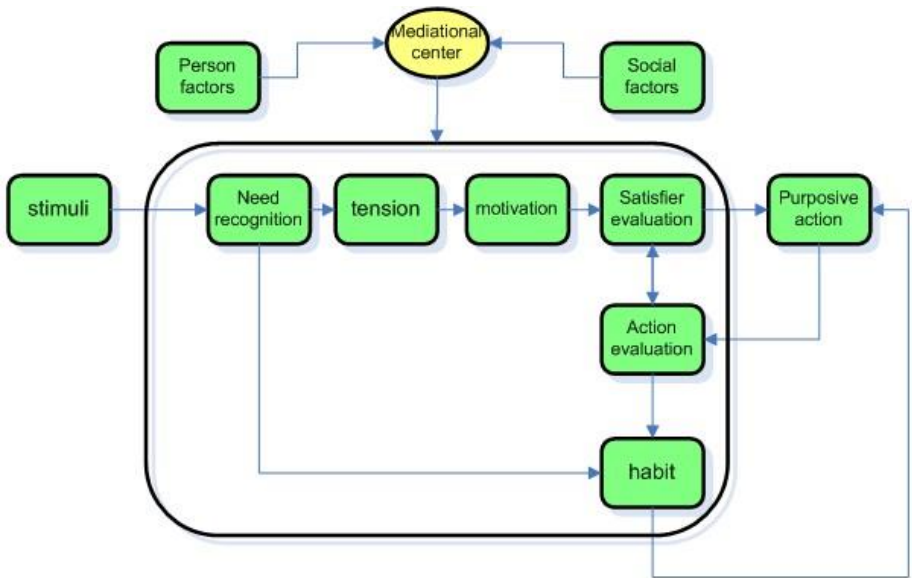 Mediational
center
Person
factors
Social
factors
stimuli
Need
recognition
tension
motivation
Satisfier
evaluation
Purposive
action
Action
evaluation
habit